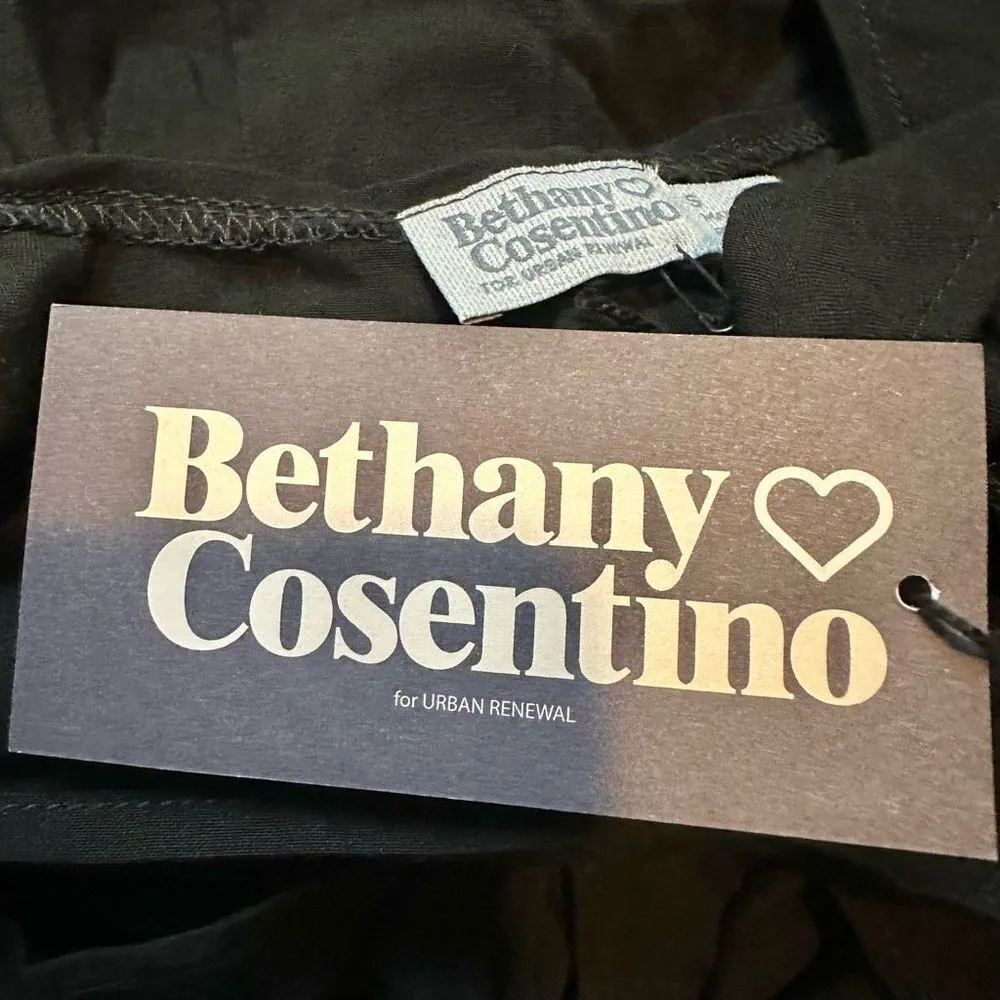 Bethany♡
Cosentino
FOR URBAN RENEWAL
S
Bethany ♡
Cosentino
for URBAN RENEWAL